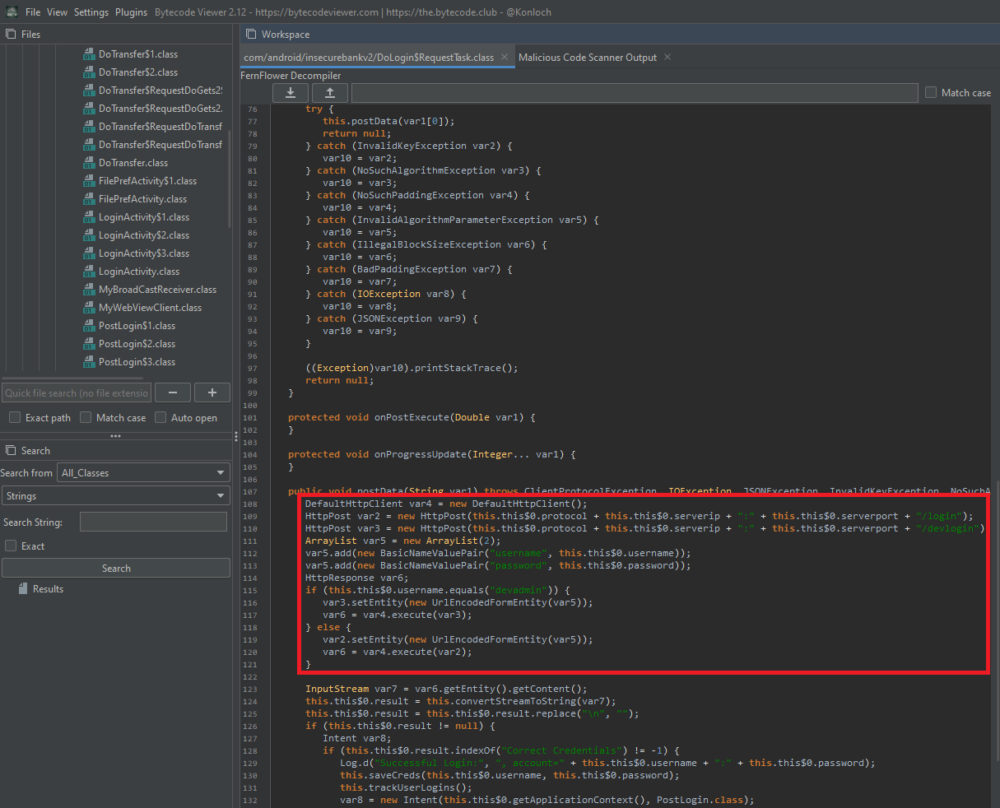 File View Settings Plugins Bytecode Viewer 2.12 - https://bytecodeviewer.com | https://the.bytecode.club - @Konloch
Files
DoTransfer$1.class
DoTransfer$2.class
DoTransfer$RequestDoGets2
DoTransfer$RequestDoGets2.
DoTransfer$RequestDoTransf
DoTransfer$RequestDoTransf
DoTransfer.class
FilePrefActivity$1.class
FilePrefActivity.class
LoginActivity$1.class
LoginActivity$2.class
LoginActivity$3.class
LoginActivity.class
MyBroadCastReceiver.class
MyWebViewClient.class
PostLogin$1.class
PostLogin$2.class
PostLogin$3.class
Quick file search (no file extensio
− +
Exact path Match case Auto open
Search
Search from All_Classes
Strings
Search String:
Exact
Search
Results
Workspace
com/android/insecurebankv2/DoLogin$RequestTask.class × Malicious Code Scanner Output ×
FernFlower Decompiler
Match case
76 try {
77 this.postData(var1[0]);
78 return null;
79 } catch (InvalidKeyException var2) {
80 var10 = var2;
81 } catch (NoSuchAlgorithmException var3) {
82 var10 = var3;
83 } catch (NoSuchPaddingException var4) {
84 var10 = var4;
85 } catch (InvalidAlgorithmParameterException var5) {
86 var10 = var5;
87 } catch (IllegalBlockSizeException var6) {
88 var10 = var6;
89 } catch (BadPaddingException var7) {
90 var10 = var7;
91 } catch (IOException var8) {
92 var10 = var8;
93 } catch (JSONException var9) {
94 var10 = var9;
95 }
96
97 ((Exception)var10).printStackTrace();
98 return null;
99 }
100
101 protected void onPostExecute(Double var1) {
102 }
103
104 protected void onProgressUpdate(Integer... var1) {
105 }
106
107 public void postData(String var1) throws ClientProtocolException, IOException, JSONException, InvalidKeyException, NoSuchA
108 DefaultHttpClient var4 = new DefaultHttpClient();
109 HttpPost var2 = new HttpPost(this.this$0.protocol + this.this$0.serverip + ":" + this.this$0.serverport + "/login");
110 HttpPost var3 = new HttpPost(this.this$0.protocol + this.this$0.serverip + ":" + this.this$0.serverport + "/devlogin")
111 ArrayList var5 = new ArrayList(2);
112 var5.add(new BasicNameValuePair("username", this.this$0.username));
113 var5.add(new BasicNameValuePair("password", this.this$0.password));
114 HttpResponse var6;
115 if (this.this$0.username.equals("devadmin")) {
116 var3.setEntity(new UrlEncodedFormEntity(var5));
117 var6 = var4.execute(var3);
118 } else {
119 var2.setEntity(new UrlEncodedFormEntity(var5));
120 var6 = var4.execute(var2);
121 }
122
123 InputStream var7 = var6.getEntity().getContent();
124 this.this$0.result = this.convertStreamToString(var7);
125 this.this$0.result = this.this$0.result.replace("\n", "");
126 if (this.this$0.result != null) {
127 Intent var8;
128 if (this.this$0.result.indexOf("Correct Credentials") != -1) {
129 Log.d("Successful Login:", ", account=" + this.this$0.username + ":" + this.this$0.password);
130 this.saveCreds(this.this$0.username, this.this$0.password);
131 this.trackUserLogins();
132 var8 = new Intent(this.this$0.getApplicationContext(), PostLogin.class);